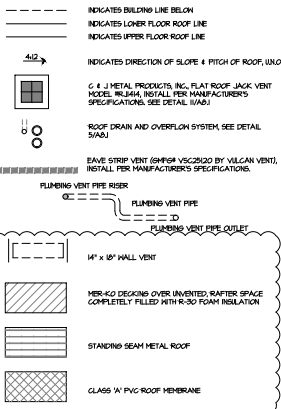 INDICATES BUILDING LINE BELOW
INDICATES LOWER FLOOR ROOF LINE
INDICATES UPPER FLOOR ROOF LINE
4:12
INDICATES DIRECTION OF SLOPE & PITCH OF ROOF, U.N.O
C & J METAL PRODUCTS, INC., FLAT ROOF JACK VENT
MODEL #RJ414, INSTALL PER MANUFACTURER'S
SPECIFICATIONS. SEE DETAIL 11/A8.1
ROOF DRAIN AND OVERFLOW SYSTEM, SEE DETAIL
5/A8.1
EAVE STRIP VENT (GMFG# VSC25120 BY VULCAN VENT),
INSTALL PER MANUFACTURER'S SPECIFICATIONS.
PLUMBING VENT PIPE RISER
PLUMBING VENT PIPE
PLUMBING VENT PIPE OUTLET
14" x 18" WALL VENT
MER-KO DECKING OVER UNVENTED, RAFTER SPACE
COMPLETELY FILLED WITH R-30 FOAM INSULATION
STANDING SEAM METAL ROOF
CLASS 'A' PVC ROOF MEMBRANE